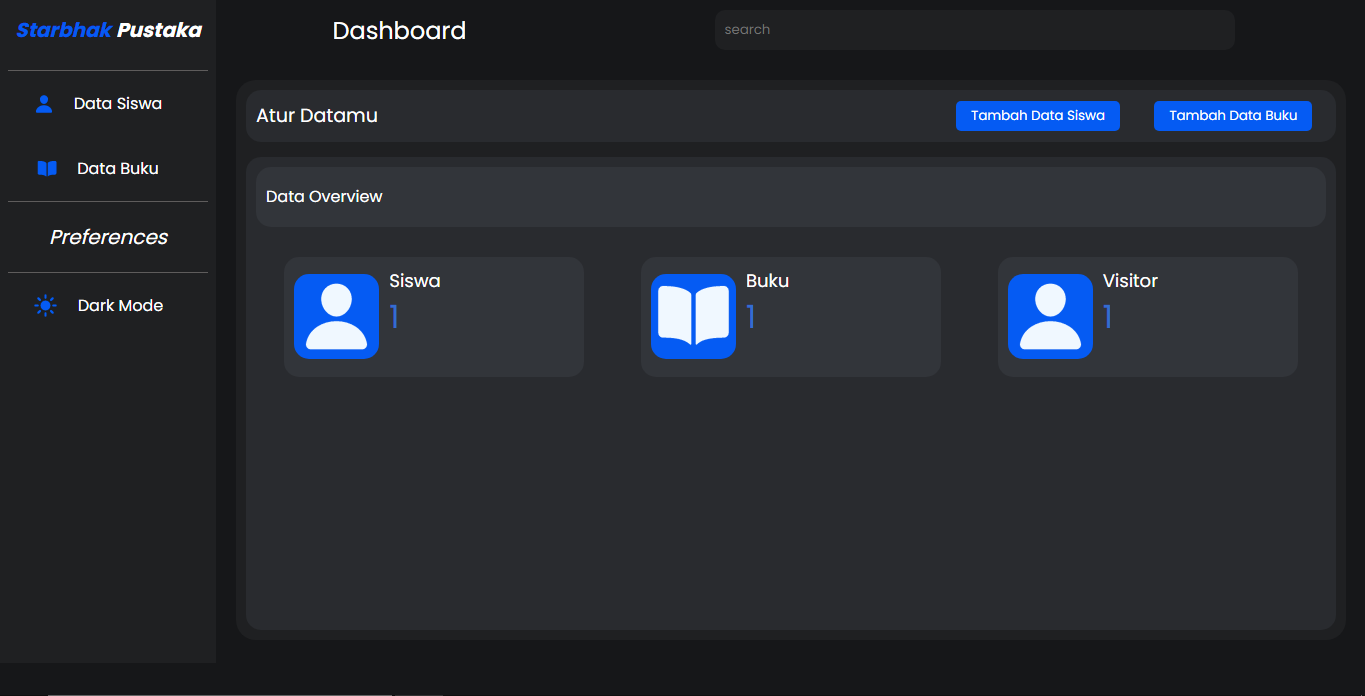 Starbhak Pustaka
Data Siswa
Data Buku
Preferences
Dark Mode
Dashboard
search
Atur Datamu
Tambah Data Siswa
Tambah Data Buku
Data Overview
Siswa
1
Buku
1
Visitor
1